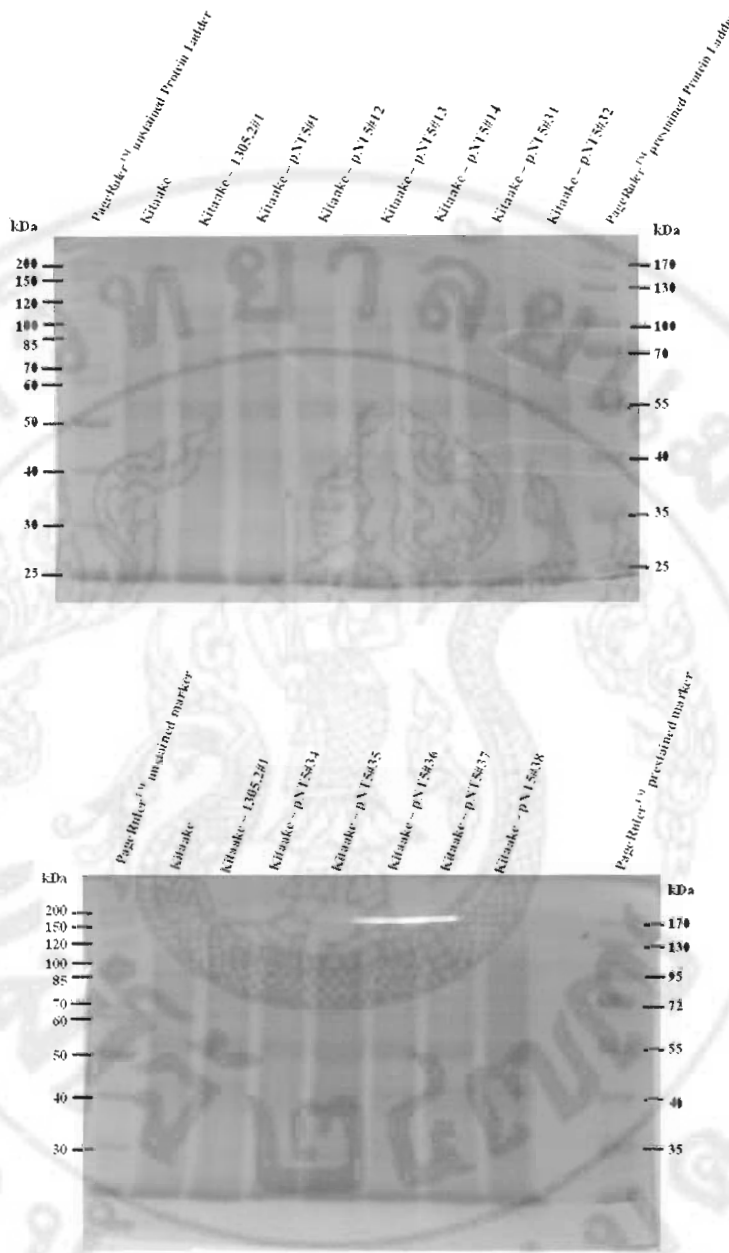 PageRuler™ unstained Protein Ladder
Kitaake
Kitaake – 1305.2#1
Kitaake – pNT5#1
Kitaake – pNT5#12
Kitaake – pNT5#13
Kitaake – pNT5#14
Kitaake – pNT5#31
Kitaake – pNT5#32
PageRuler™ prestained Protein Ladder
kDa
200
150
120
100
85
70
60
50
40
30
25
kDa
170
130
100
70
55
40
35
25
ทยาลัย
PageRuler™ unstained marker
Kitaake
Kitaake – 1305.2#1
Kitaake – pNT5#34
Kitaake – pNT5#35
Kitaake – pNT5#36
Kitaake – pNT5#37
Kitaake – pNT5#38
PageRuler™ prestained marker
kDa
200
150
120
100
85
70
60
50
40
30
kDa
170
130
95
72
55
40
35